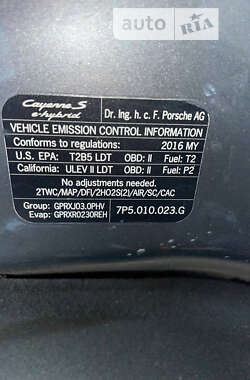 auto RIA
Cayenne S
e-hybrid
Dr. Ing. h. c. F. Porsche AG
VEHICLE EMISSION CONTROL INFORMATION
Conforms to regulations: 2016 MY
U.S. EPA: T2B5 LDT OBD: II Fuel: T2
California: ULEV II LDT OBD: II Fuel: P2
No adjustments needed.
2TWC/MAP/DFI/2HO2S(2)/AIR/SC/CAC
Group: GPRXJ03.0PHV
Evap: GPRXR0230REH
7P5.010.023.G